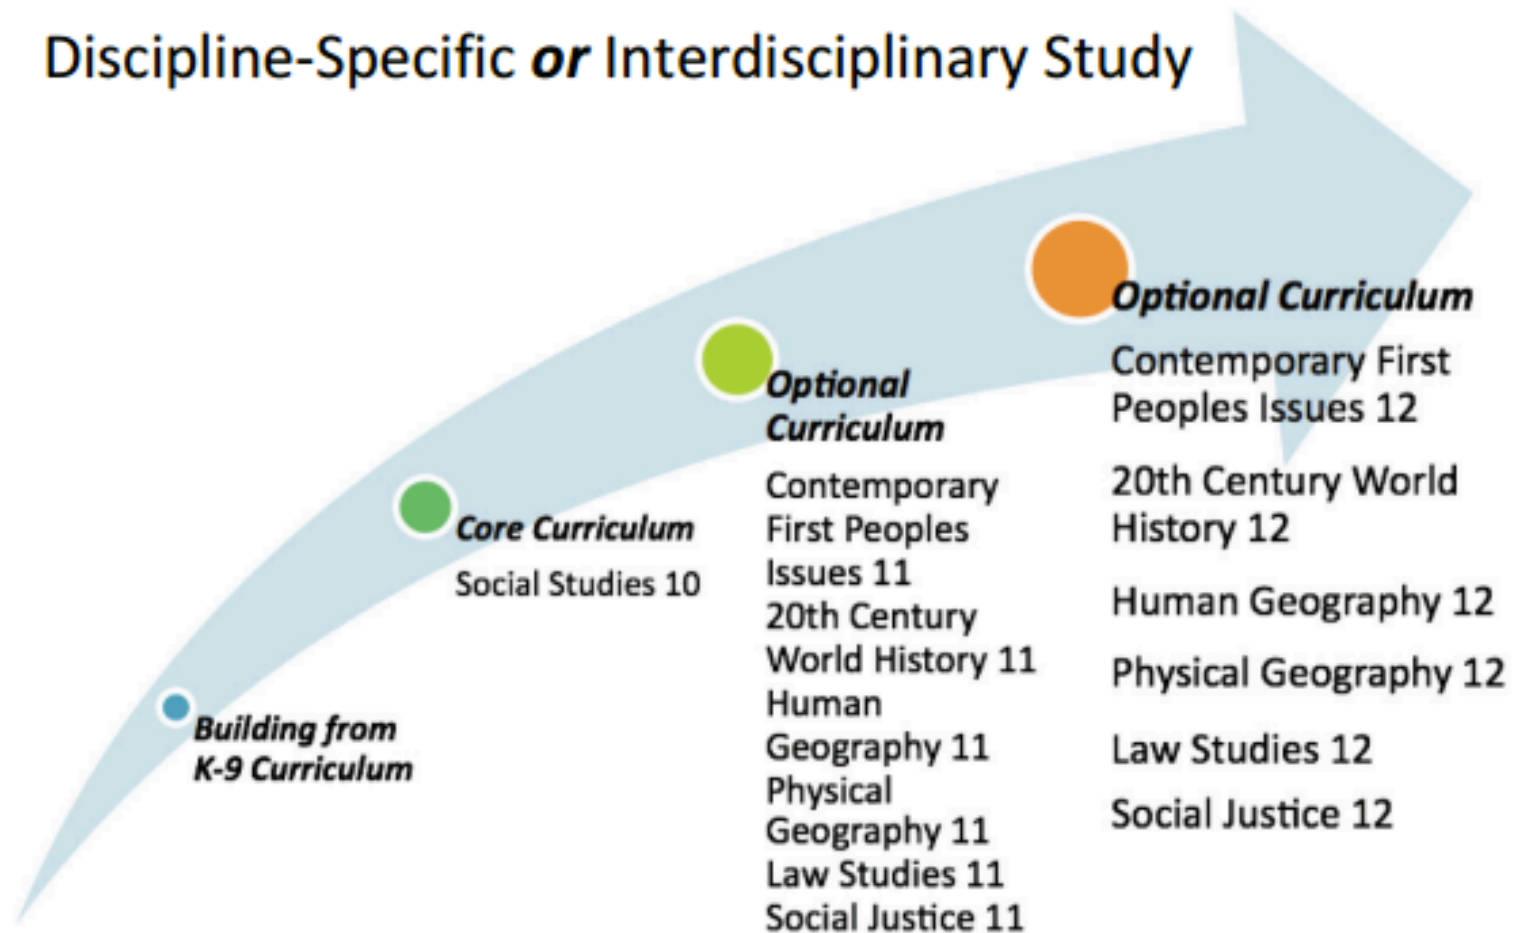 Discipline-Specific or Interdisciplinary Study
Building from
K-9 Curriculum
Core Curriculum
Social Studies 10
Optional
Curriculum
Contemporary
First Peoples
Issues 11
20th Century
World History 11
Human
Geography 11
Physical
Geography 11
Law Studies 11
Social Justice 11
Optional Curriculum
Contemporary First
Peoples Issues 12
20th Century World
History 12
Human Geography 12
Physical Geography 12
Law Studies 12
Social Justice 12